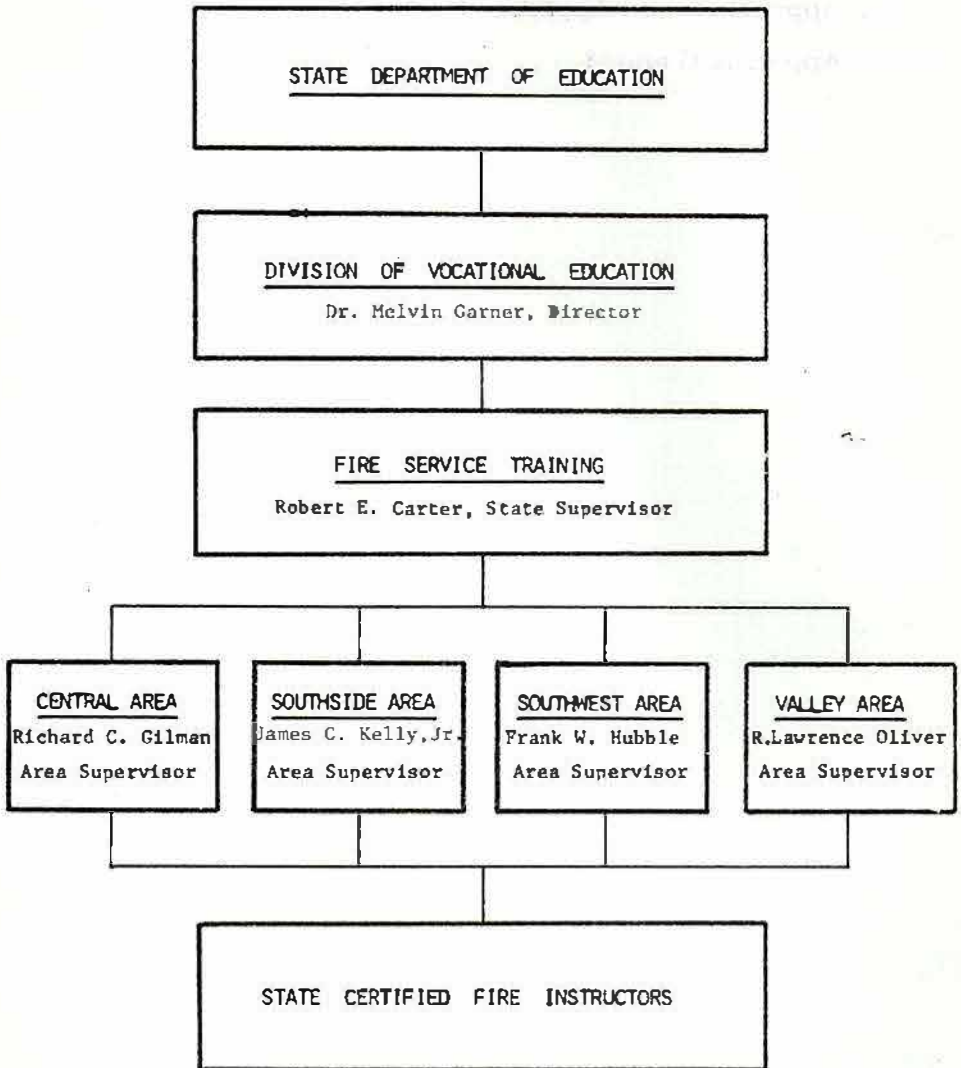 STATE DEPARTMENT OF EDUCATION
DIVISION OF VOCATIONAL EDUCATION
Dr. Melvin Garner, Director
FIRE SERVICE TRAINING
Robert E. Carter, State Supervisor
CENTRAL AREA
Richard C. Gilman
Area Supervisor
SOUTHSIDE AREA
James C. Kelly,Jr.
Area Supervisor
SOUTHWEST AREA
Frank W. Hubble
Area Supervisor
VALLEY AREA
R.Lawrence Oliver
Area Supervisor
STATE CERTIFIED FIRE INSTRUCTORS